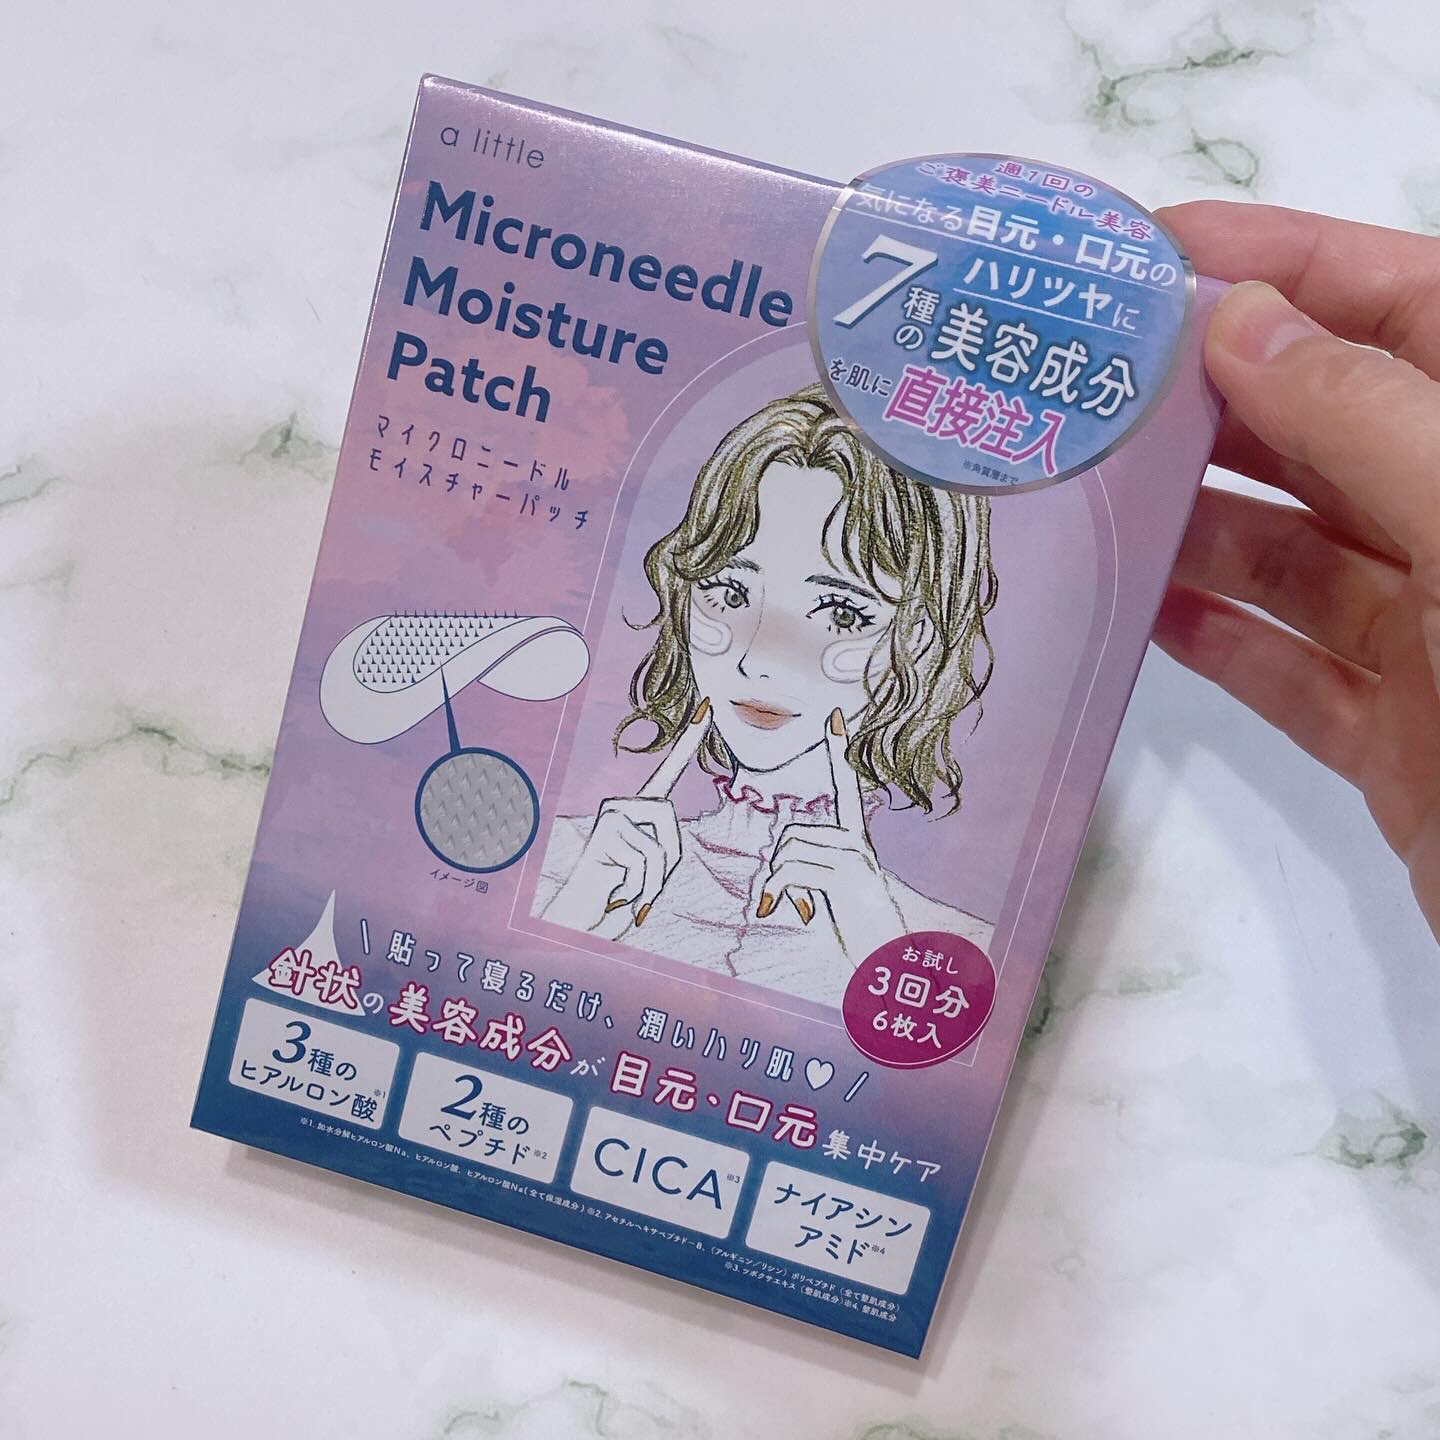 a little
Microneedle
Moisture
Patch
マイクロニードル
モイスチャーパッチ
週1回の
ご褒美ニードル美容
気になる目元・口元の
ハリツヤに
7種の美容成分
を肌に直接注入
※角質層まで
イメージ図
お試し
3回分
6枚入
\ 貼って寝るだけ、潤いハリ肌♥ /
針状の美容成分が目元、口元集中ケア
3種の
ヒアルロン酸※1
2種の
ペプチド※2
CICA※3
ナイアシン
アミド※4
※1. 加水分解ヒアルロン酸Na、ヒアルロン酸、ヒアルロン酸Na(全て保湿成分) ※2. アセチルヘキサペプチド-8、(アルギニン/リシン) ポリペプチド (全て整肌成分)
※3. ツボクサエキス (整肌成分)※4. 整肌成分